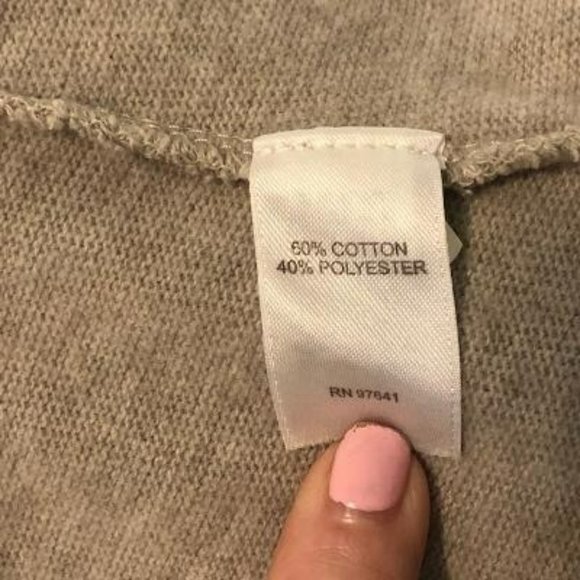 60% COTTON
40% POLYESTER
RN 97641